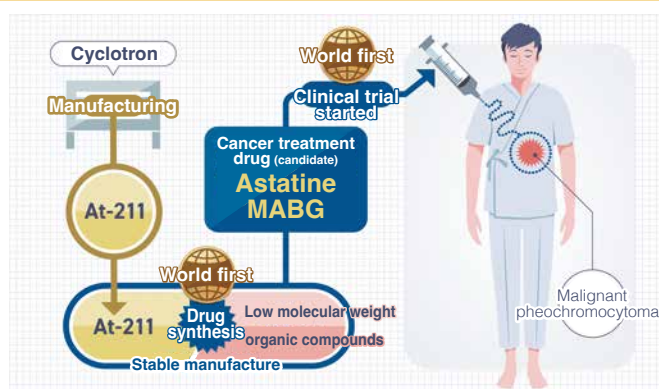 Cyclotron
Manufacturing
At-211
At-211
World first
Drug
synthesis
Low molecular weight
organic compounds
Stable manufacture
Cancer treatment
drug (candidate)
Astatine
MABG
World first
Clinical trial
started
Malignant
pheochromocytoma